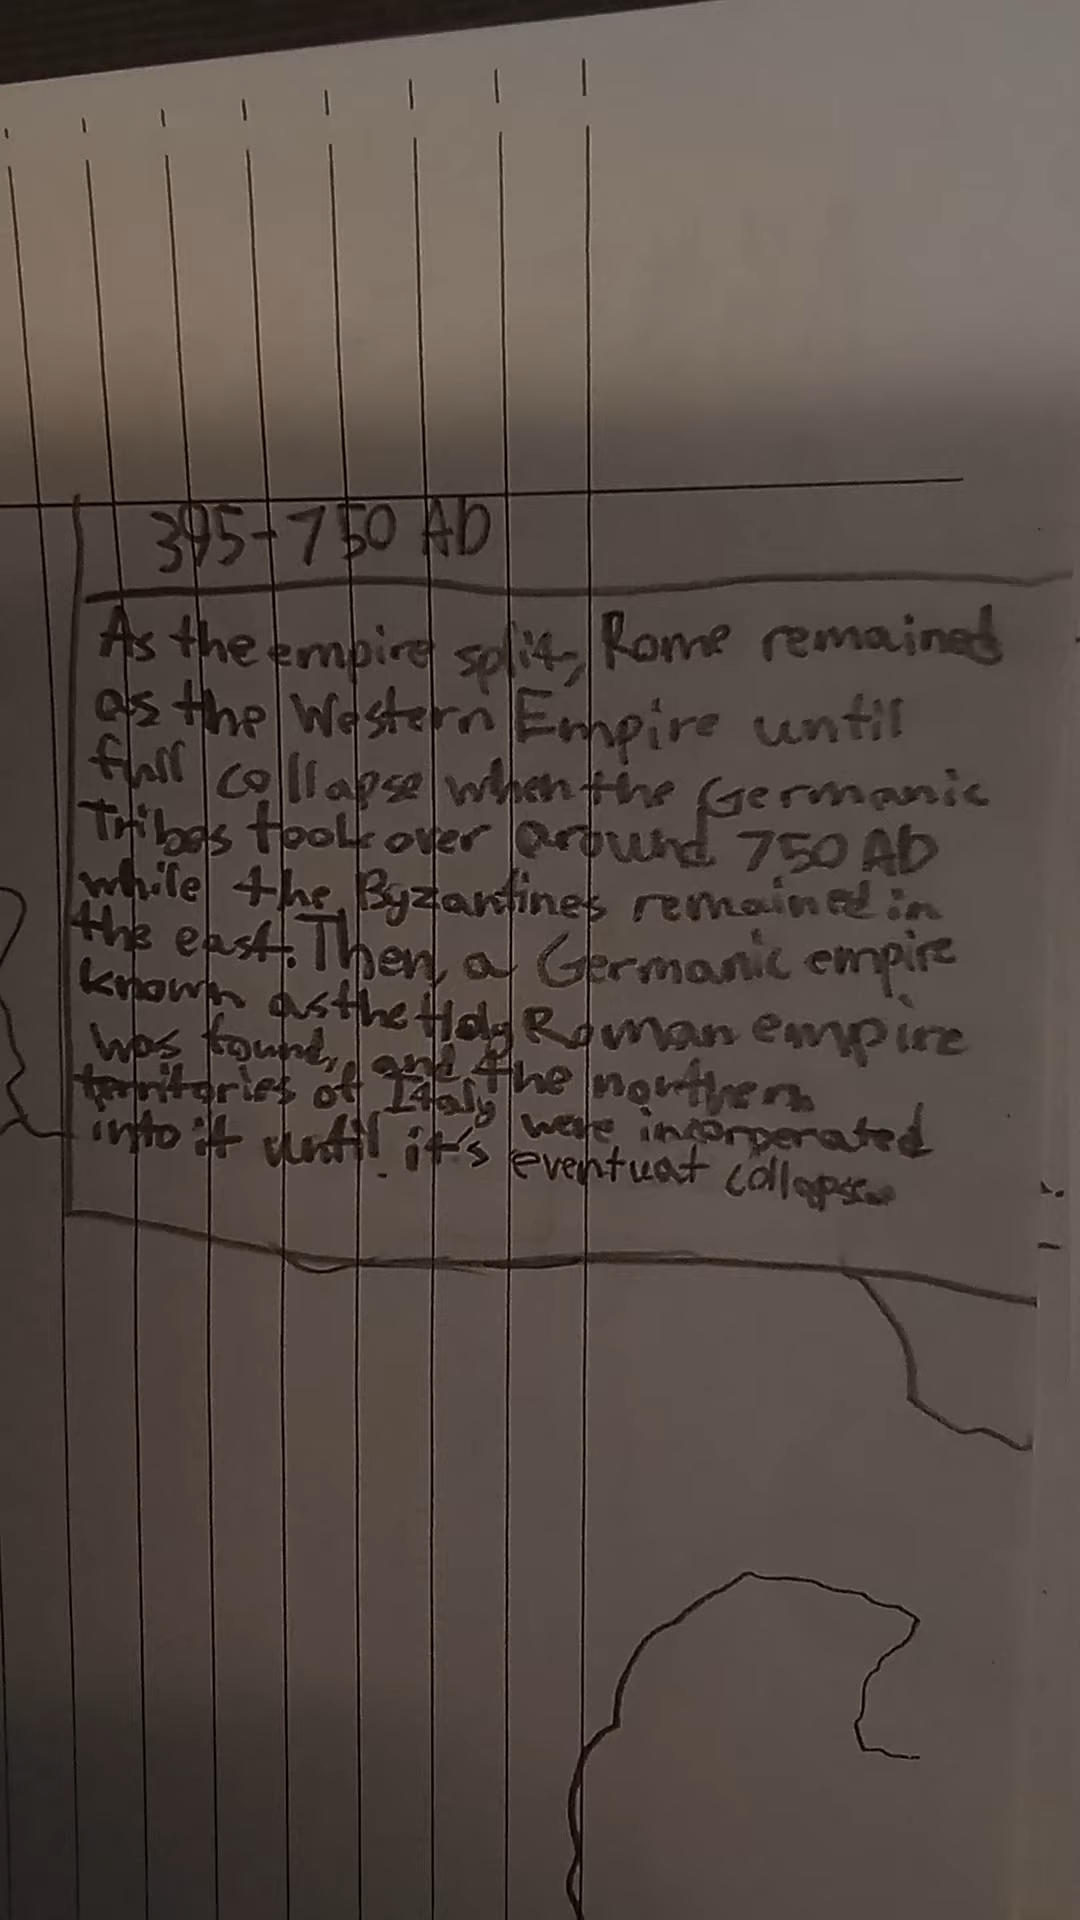 395-750 AD
As the empire split, Rome remained
as the Western Empire until
full collapse when the Germanic
Tribes took over around 750 AD
while the Byzantines remained in
the east. Then, a Germanic empire
known as the Holy Roman empire
was found, and the northern
territories of Italy were incorperated
into it until it's eventual collapse